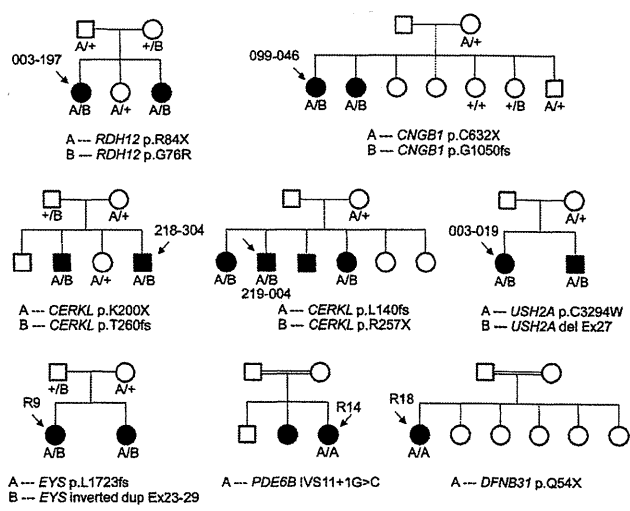 A/+ +/B
003-197
A/B A/+ A/B
A --- RDH12 p.R84X
B --- RDH12 p.G76R
A/+
099-046
A/B A/B +/+ +/B A/+
A --- CNGB1 p.C632X
B --- CNGB1 p.G1050fs
+/B A/+
218-304
A/B A/+ A/B
A --- CERKL p.K200X
B --- CERKL p.T260fs
A/+
A/B A/B A/B
219-004
A --- CERKL p.L140fs
B --- CERKL p.R257X
A/+
003-019
A/B A/B
A --- USH2A p.C3294W
B --- USH2A del Ex27
+/B A/+
R9
A/B A/B
A --- EYS p.L1723fs
B --- EYS inverted dup Ex23-29
R14
A/A
A --- PDE6B IVS11+1G>C
R18
A/A
A --- DFNB31 p.Q54X